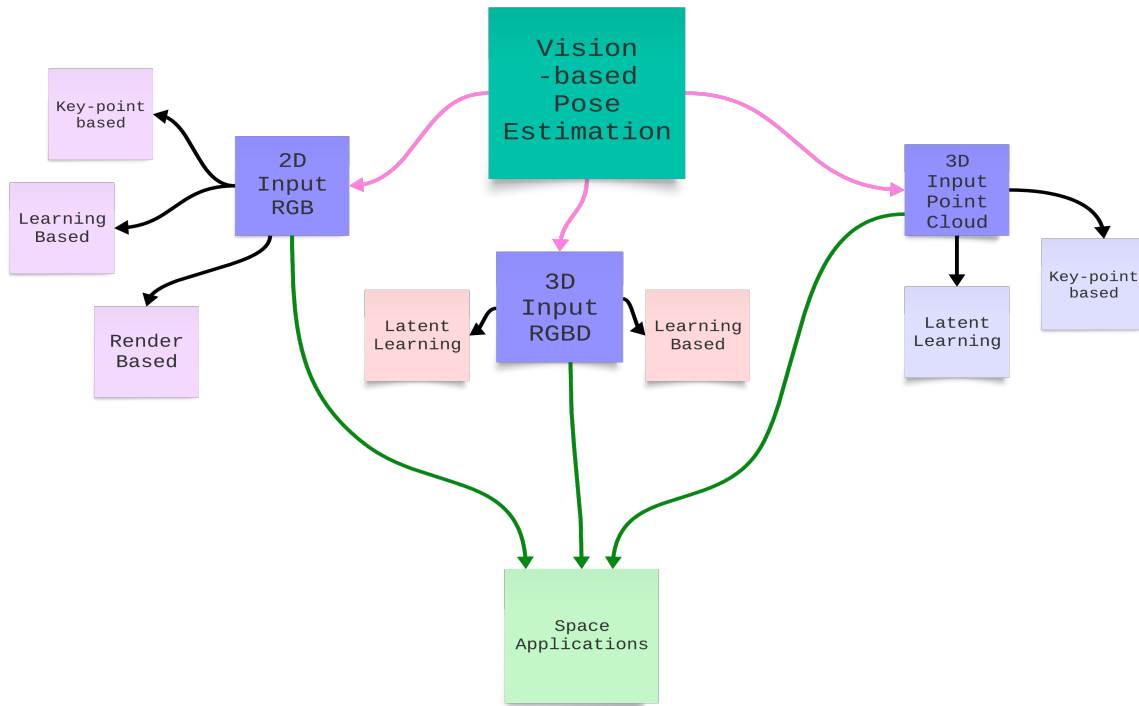 Vision
-based
Pose
Estimation
Key-point
based
2D
Input
RGB
3D
Input
Point
Cloud
Learning
Based
Key-point
based
3D
Input
RGBD
Render
Based
Latent
Learning
Learning
Based
Latent
Learning
Space
Applications